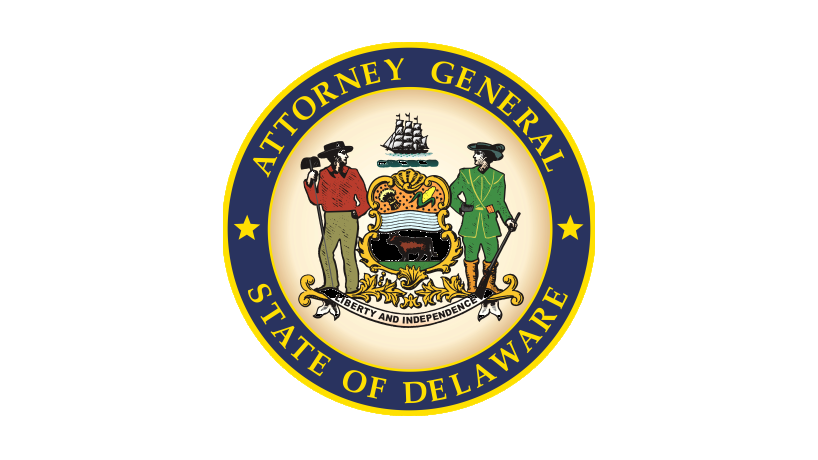 ATTORNEY GENERAL
LIBERTY AND INDEPENDENCE
STATE OF DELAWARE